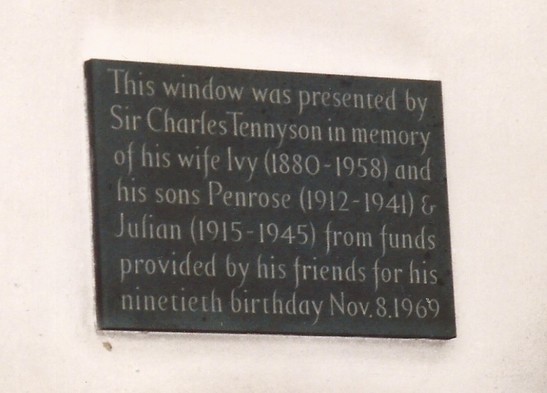 This window was presented by
Sir Charles Tennyson in memory
of his wife Ivy (1880-1958) and
his sons Penrose (1912-1941) &
Julian (1915-1945) from funds
provided by his friends for his
ninetieth birthday Nov. 8. 1969